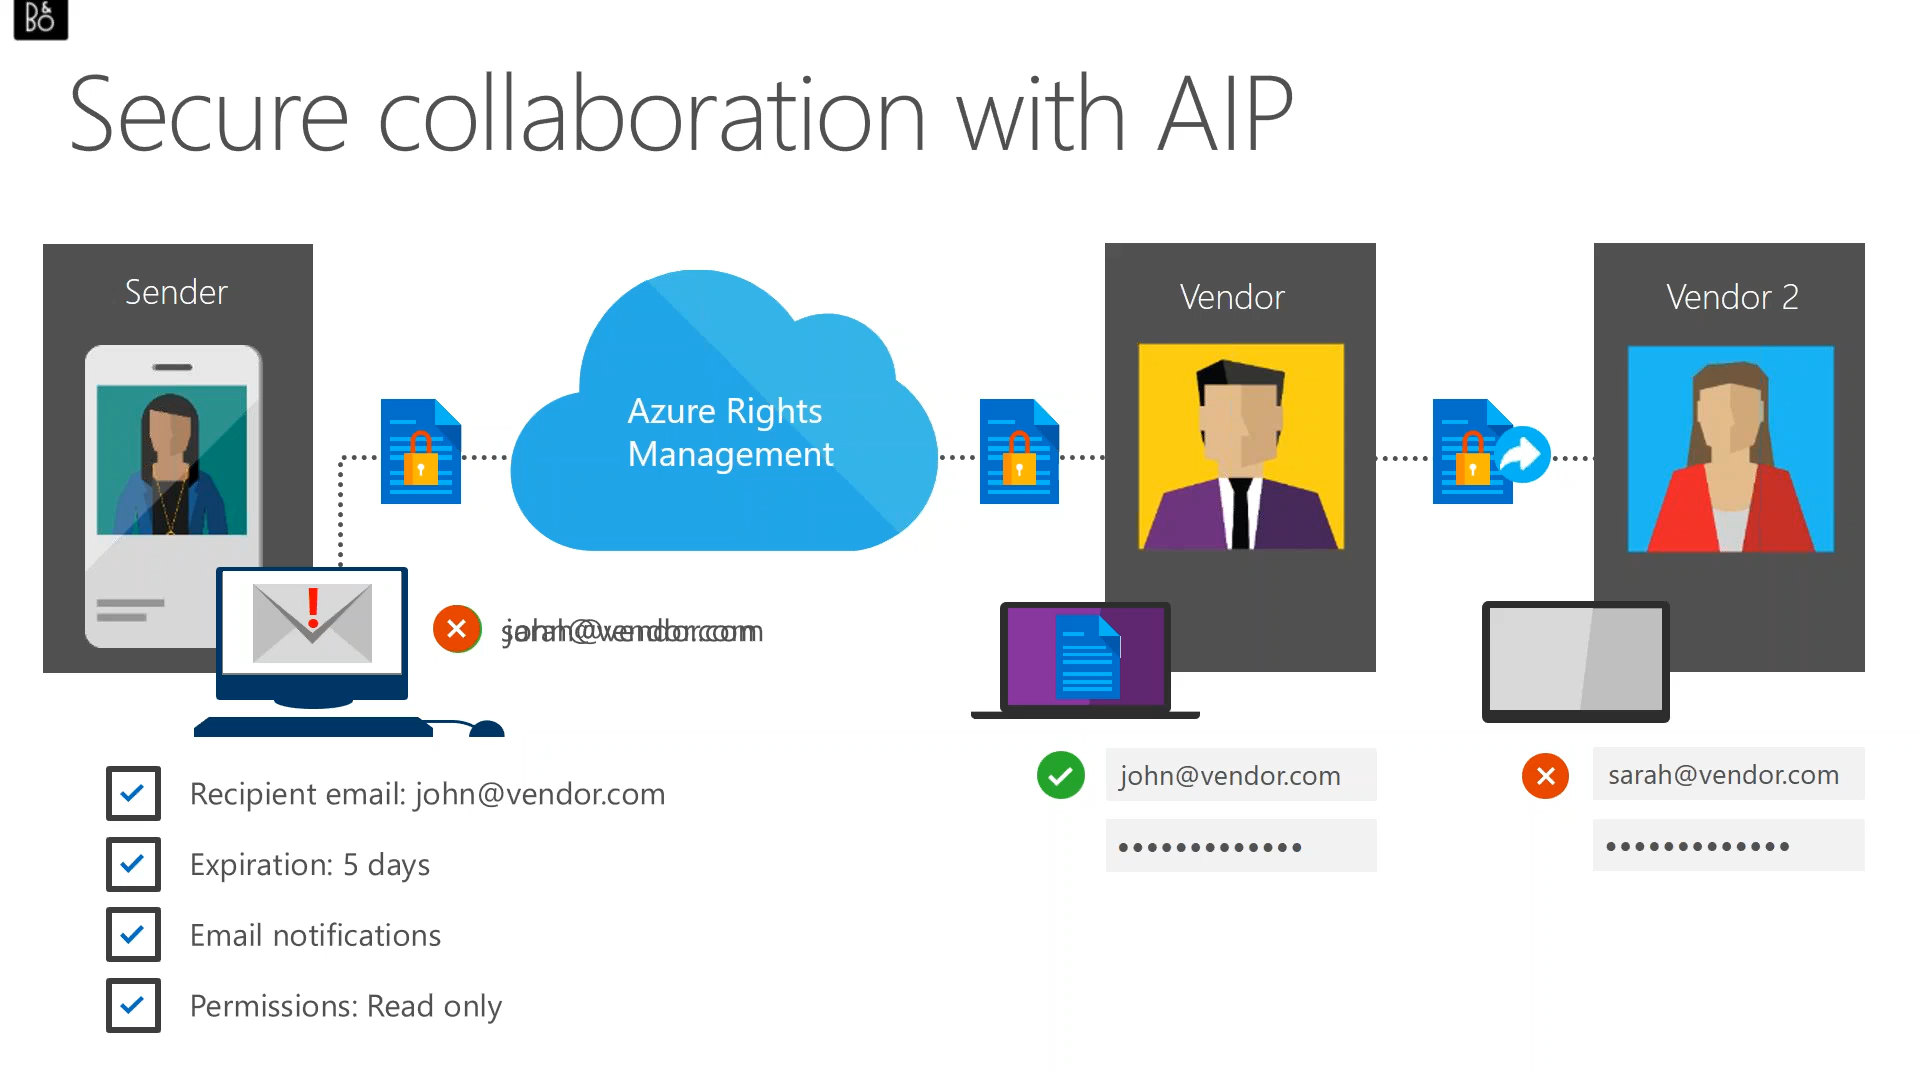 B&O
Secure collaboration with AIP
Sender
Azure Rights
Management
Vendor
Vendor 2
Recipient email: john@vendor.com
Expiration: 5 days
Email notifications
Permissions: Read only
john@vendor.com
•••••••••••••
sarah@vendor.com
•••••••••••••